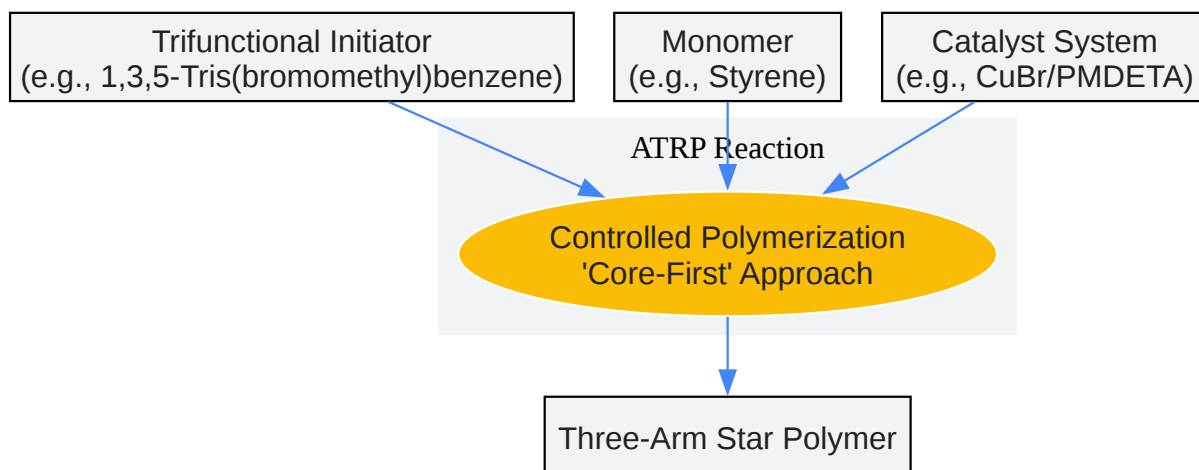 Trifunctional Initiator
(e.g., 1,3,5-Tris(bromomethyl)benzene)
Monomer
(e.g., Styrene)
Catalyst System
(e.g., CuBr/PMDETA)
ATRP Reaction
Controlled Polymerization
'Core-First' Approach
Three-Arm Star Polymer